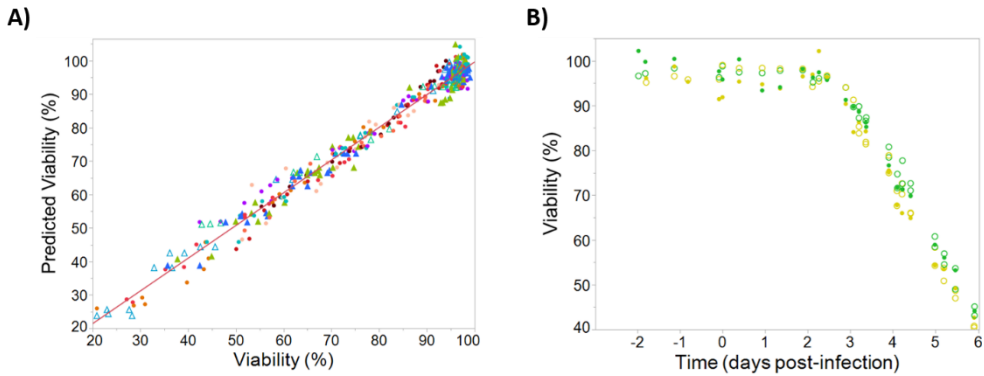 A)
B)
Predicted Viability (%)
100
90
80
70
60
50
40
30
20
20 30 40 50 60 70 80 90 100
Viability (%)
Viability (%)
100
90
80
70
60
50
40
-2 -1 0 1 2 3 4 5 6
Time (days post-infection)